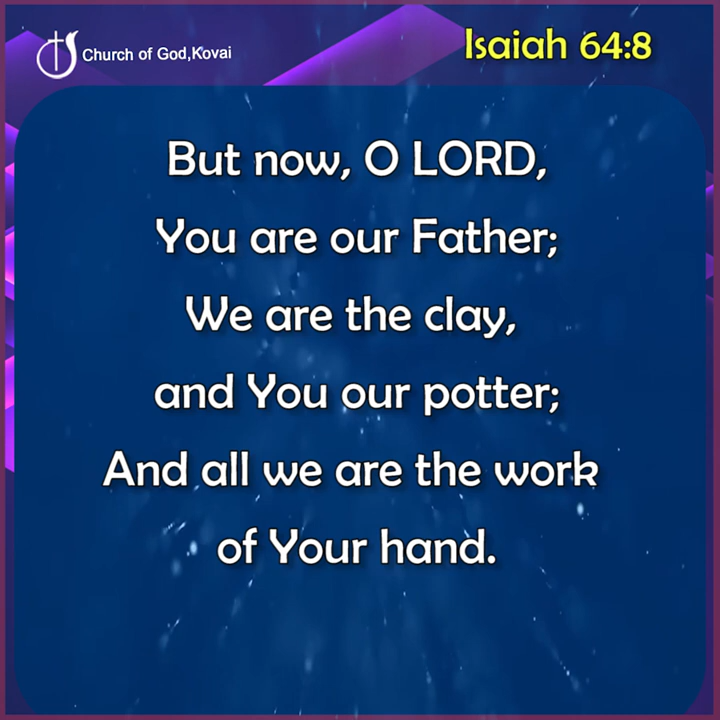 Church of God,Kovai
Isaiah 64:8
But now, O LORD,
You are our Father;
We are the clay,
and You our potter;
And all we are the work
of Your hand.